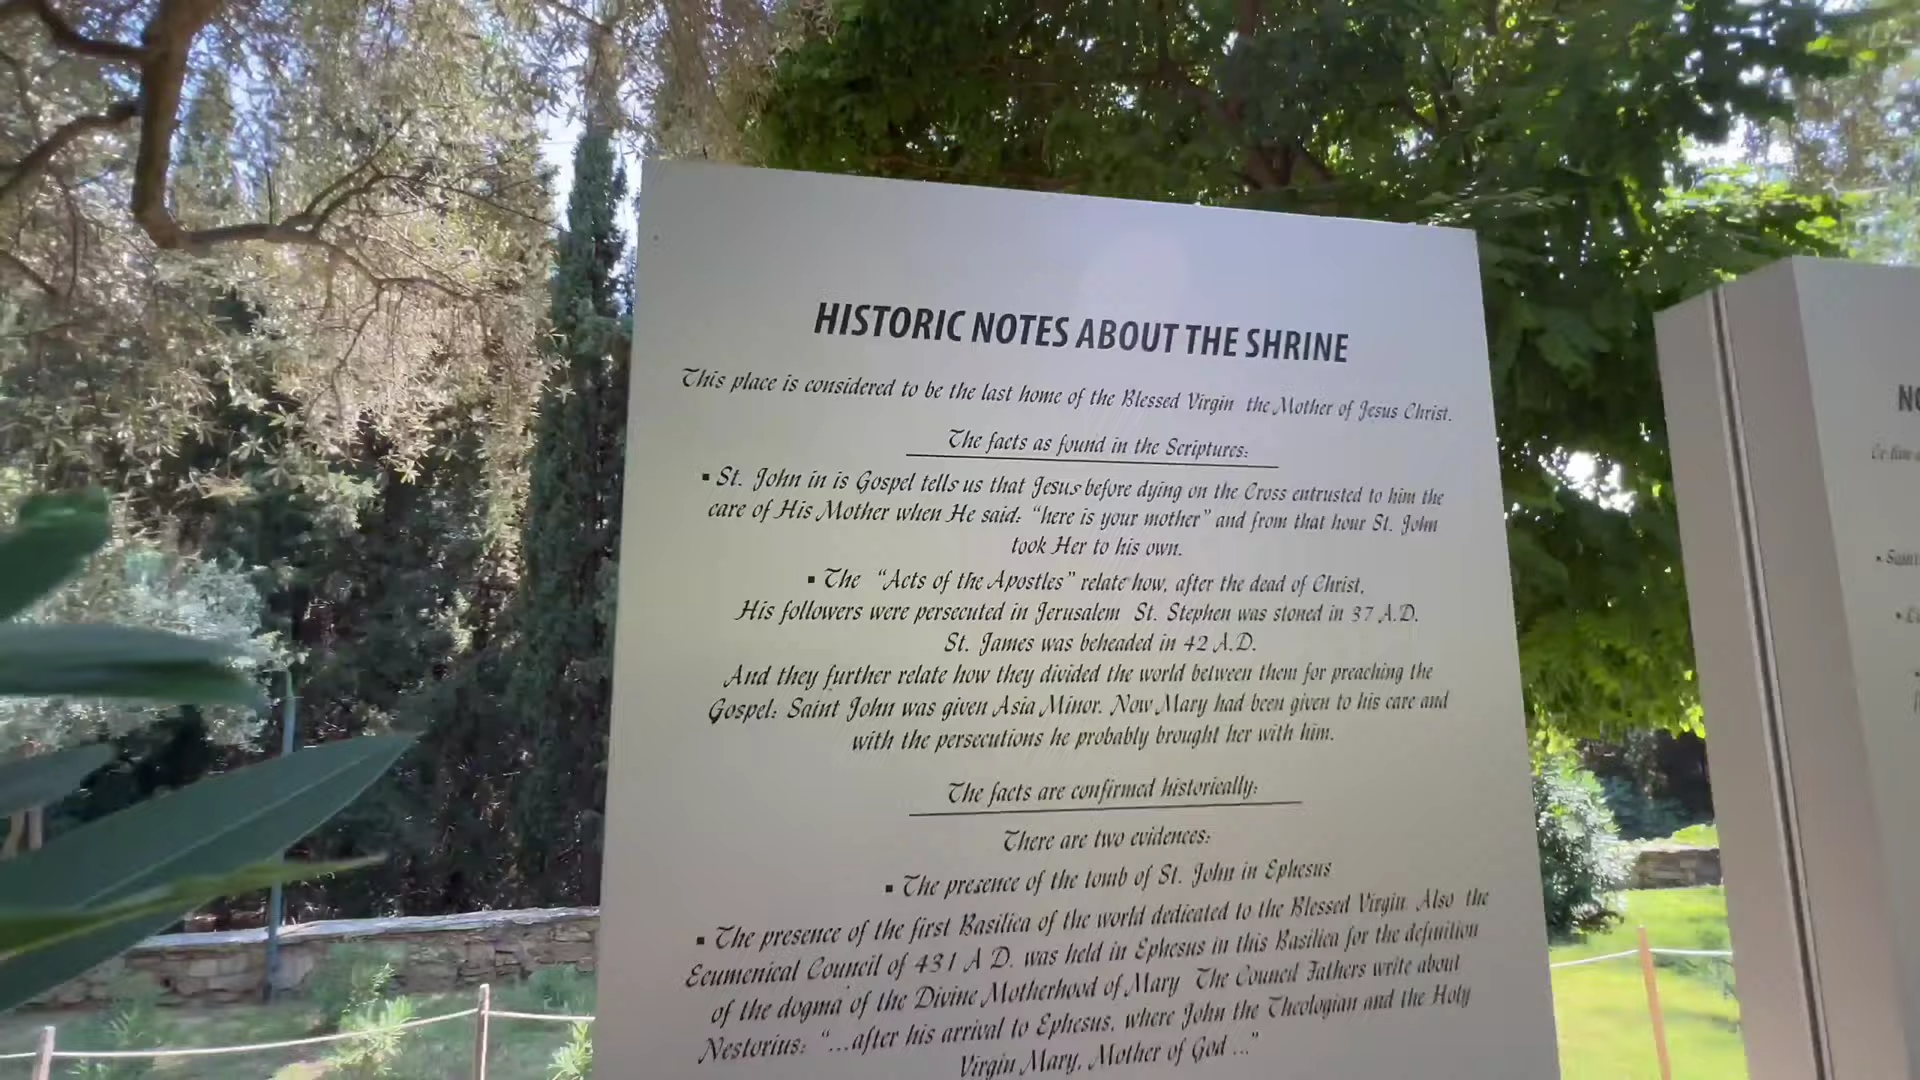 HISTORIC NOTES ABOUT THE SHRINE
This place is considered to be the last home of the Blessed Virgin the Mother of Jesus Christ.
The facts as found in the Scriptures:
▪ St. John in is Gospel tells us that Jesus before dying on the Cross entrusted to him the
care of His Mother when He said: “here is your mother” and from that hour St. John
took Her to his own.
▪ The “Acts of the Apostles” relate how, after the dead of Christ,
His followers were persecuted in Jerusalem St. Stephen was stoned in 37 A.D.
St. James was beheaded in 42 A.D.
And they further relate how they divided the world between them for preaching the
Gospel: Saint John was given Asia Minor. Now Mary had been given to his care and
with the persecutions he probably brought her with him.
The facts are confirmed historically:
There are two evidences:
▪ The presence of the tomb of St. John in Ephesus
▪ The presence of the first Basilica of the world dedicated to the Blessed Virgin. Also the
Ecumenical Council of 431 A D. was held in Ephesus in this Basilica for the definition
of the dogma of the Divine Motherhood of Mary The Council Fathers write about
Nestorius: “...after his arrival to Ephesus, where John the Theologian and the Holy
Virgin Mary, Mother of God ...”